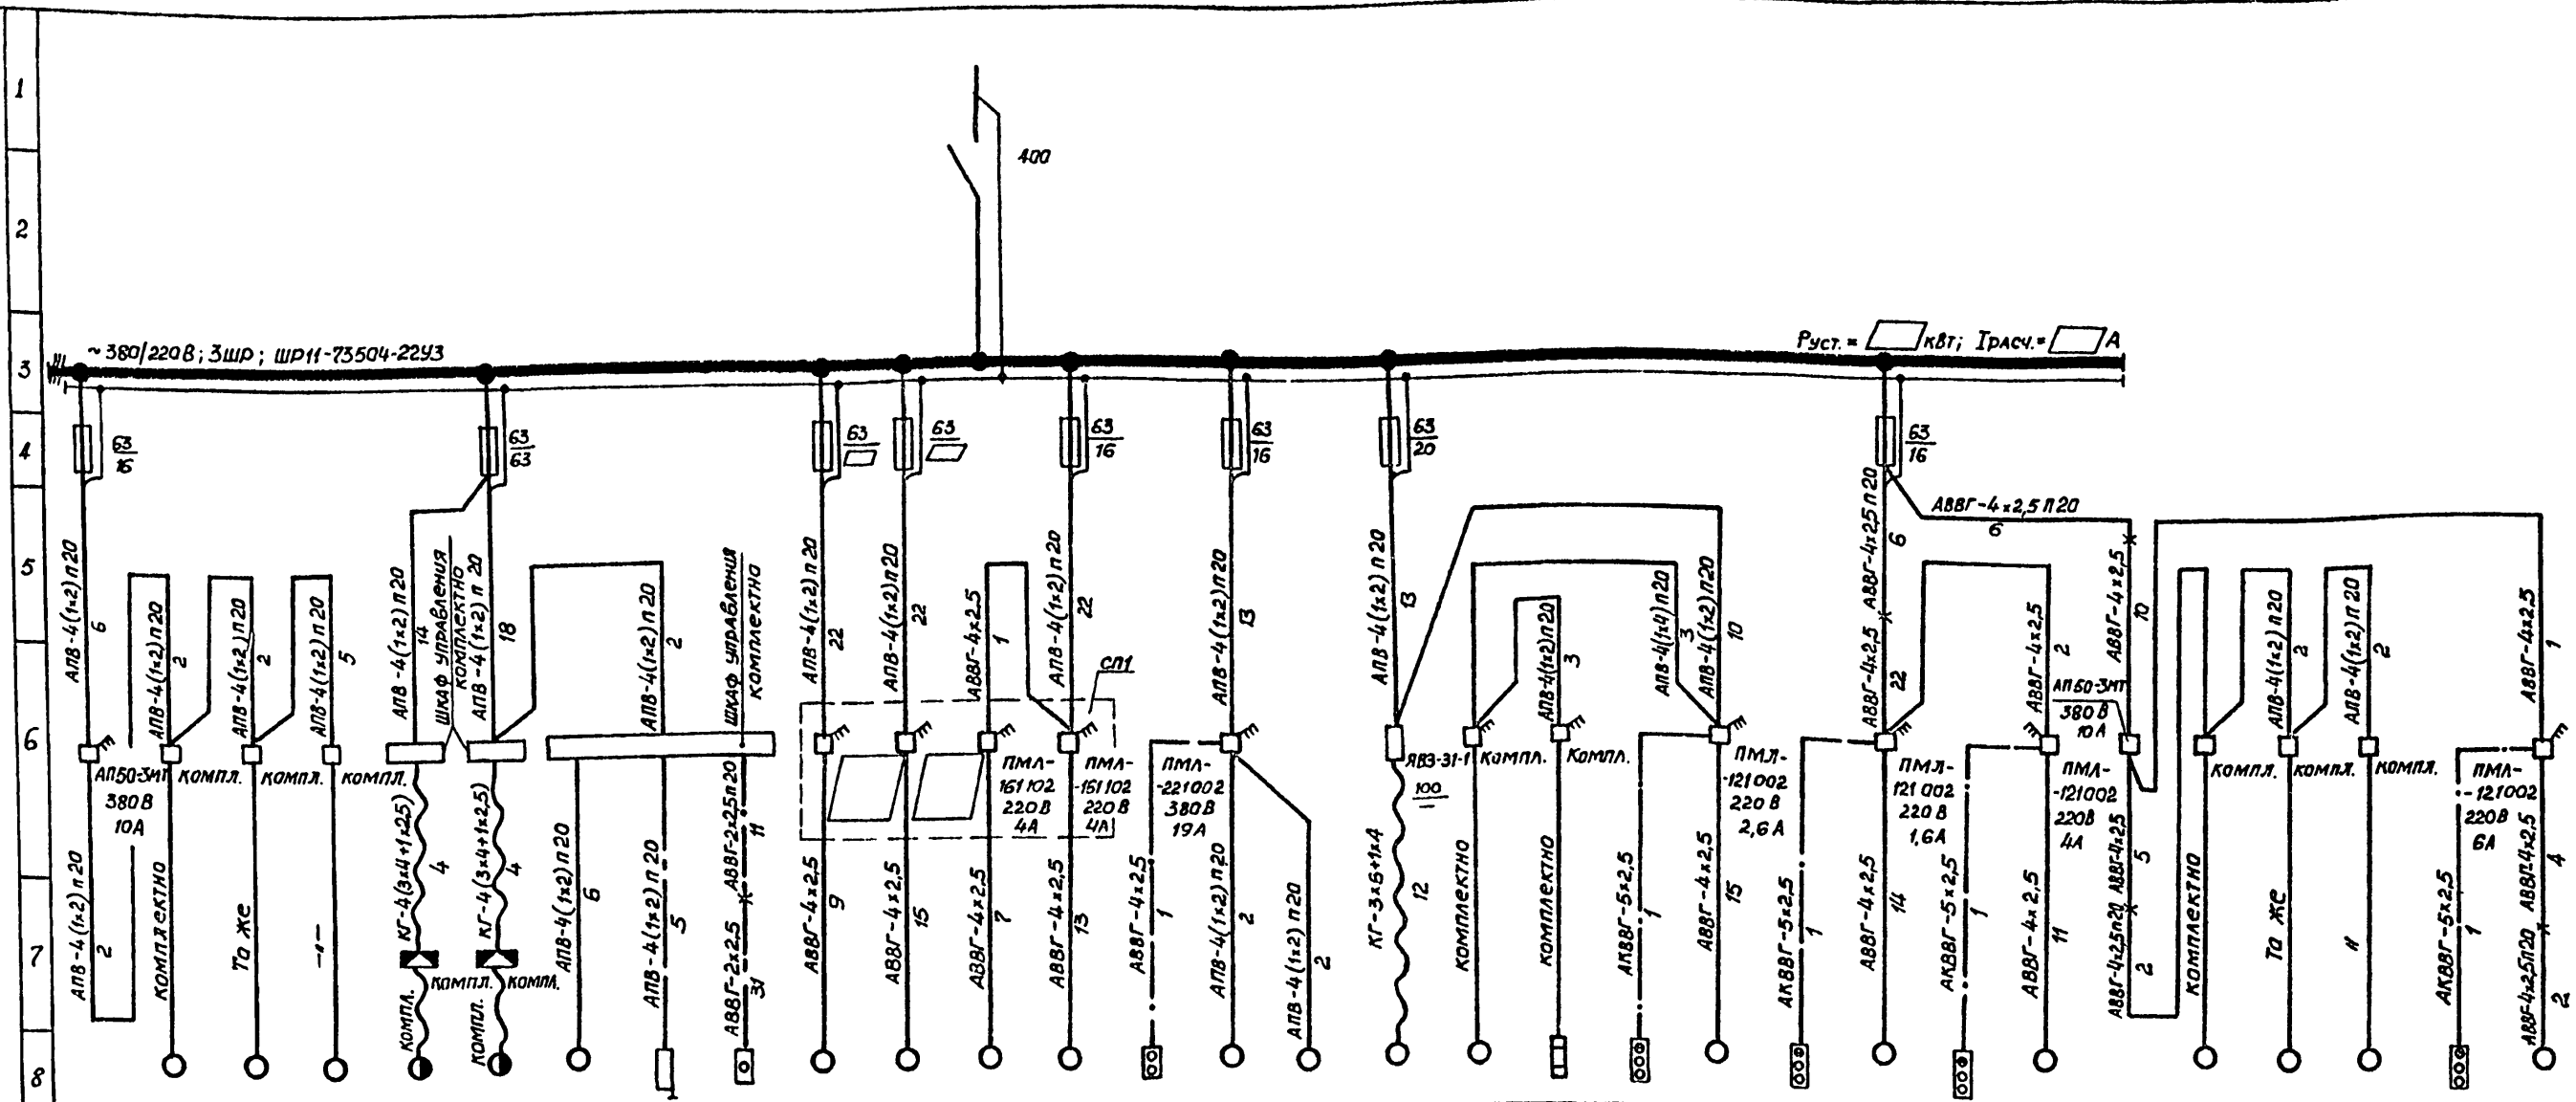 1
2
3
4
5
6
7
8
400
~380/220В; 3ШР; ШР11-73504-22У3
Руст.= кВт; Iрасч.= А
63
16
63
63
63
63
63
16
63
16
63
20
63
16
АПВ-4(1х2)п20
6
АПВ-4(1х2)п20
2
АПВ-4(1х2)п20
2
АПВ-4(1х2)п20
5
АПВ-4(1х2)п20
14
Шкаф управления
комплектно
АПВ-4(1х2)п 20
18
АПВ-4(1х2)п20
2
Шкаф управления
комплектно
АПВ-4(1х2)п20
22
АПВ-4(1х2)п20
22
АВВГ-4х2,5
1
АПВ-4(1х2)п20
22
АПВ-4(1х2)п20
13
АПВ-4(1х2)п20
13
АПВ-4(1х2)п20
3
АПВ-4(1х4)п20
3
АПВ-4(1х2)п20
10
АВВГ-4х2,5 АВВГ-4х2,5п20
22
6
АВВГ-4х2,5п20
6
АВВГ-4х2,5
2
АВВГ-4х2,5
10
АПВ-4(1х2)п20
2
АПВ-4(1х2)п20
2
АВВГ-4х2,5
1
СП1
АП50-3МТ
380В
10А
компл.
компл.
компл.
ПМЛ-
161102
220В
4А
ПМЛ-
-161102
220В
4А
ПМЛ-
-221002
380В
19А
ЯВЗ-31-1
100
—
компл.
компл.
ПМЛ-
-121002
220В
2,6А
ПМЛ-
121002
220В
1,6А
ПМЛ-
-121002
220В
4А
АП50-3МТ
380В
10А
компл.
компл.
компл.
ПМЛ-
-121002
220В
6А
АПВ-4(1х2)п20
2
комплектно
То же
—〃—
КГ-4(3х4+1х2,5)
4
КГ-4(3х4+1х2,5)
4
компл.
компл.
компл.
компл.
АПВ-4(1х2)п20
6
АПВ-4(1х2)п20
5
АВВГ-2х2,5 АВВГ-2х2,5п20
31
11
АВВГ-4х2,5
9
АВВГ-4х2,5
15
АВВГ-4х2,5
7
АВВГ-4х2,5
13
АВВГ-4х2,5
1
АПВ-4(1х2)п20
2
АПВ-4(1х2)п20
2
КГ-3х6+1х4
12
комплектно
комплектно
АКВВГ-5х2,5
1
АВВГ-4х2,5
15
АКВВГ-5х2,5
1
АВВГ-4х2,5
14
АКВВГ-5х2,5
1
АВВГ-4х2,5
11
АВВГ-4х2,5п20 АВВГ-4х2,5
2
5
комплектно
То же
〃
АКВВГ-5х2,5
1
АВВГ-4х2,5п20 АВВГ-4х2,5
2
4